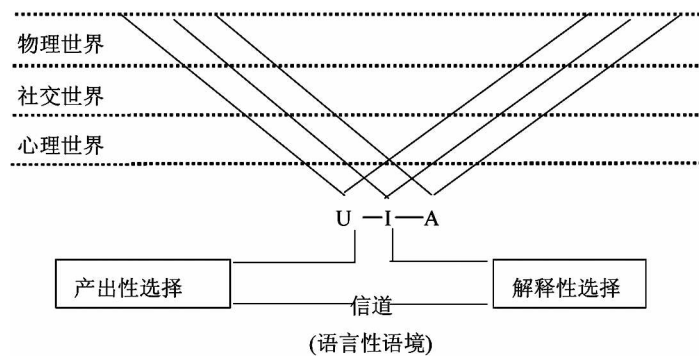 物理世界
社交世界
心理世界
U —I—A
产出性选择
解释性选择
信道
(语言性语境)